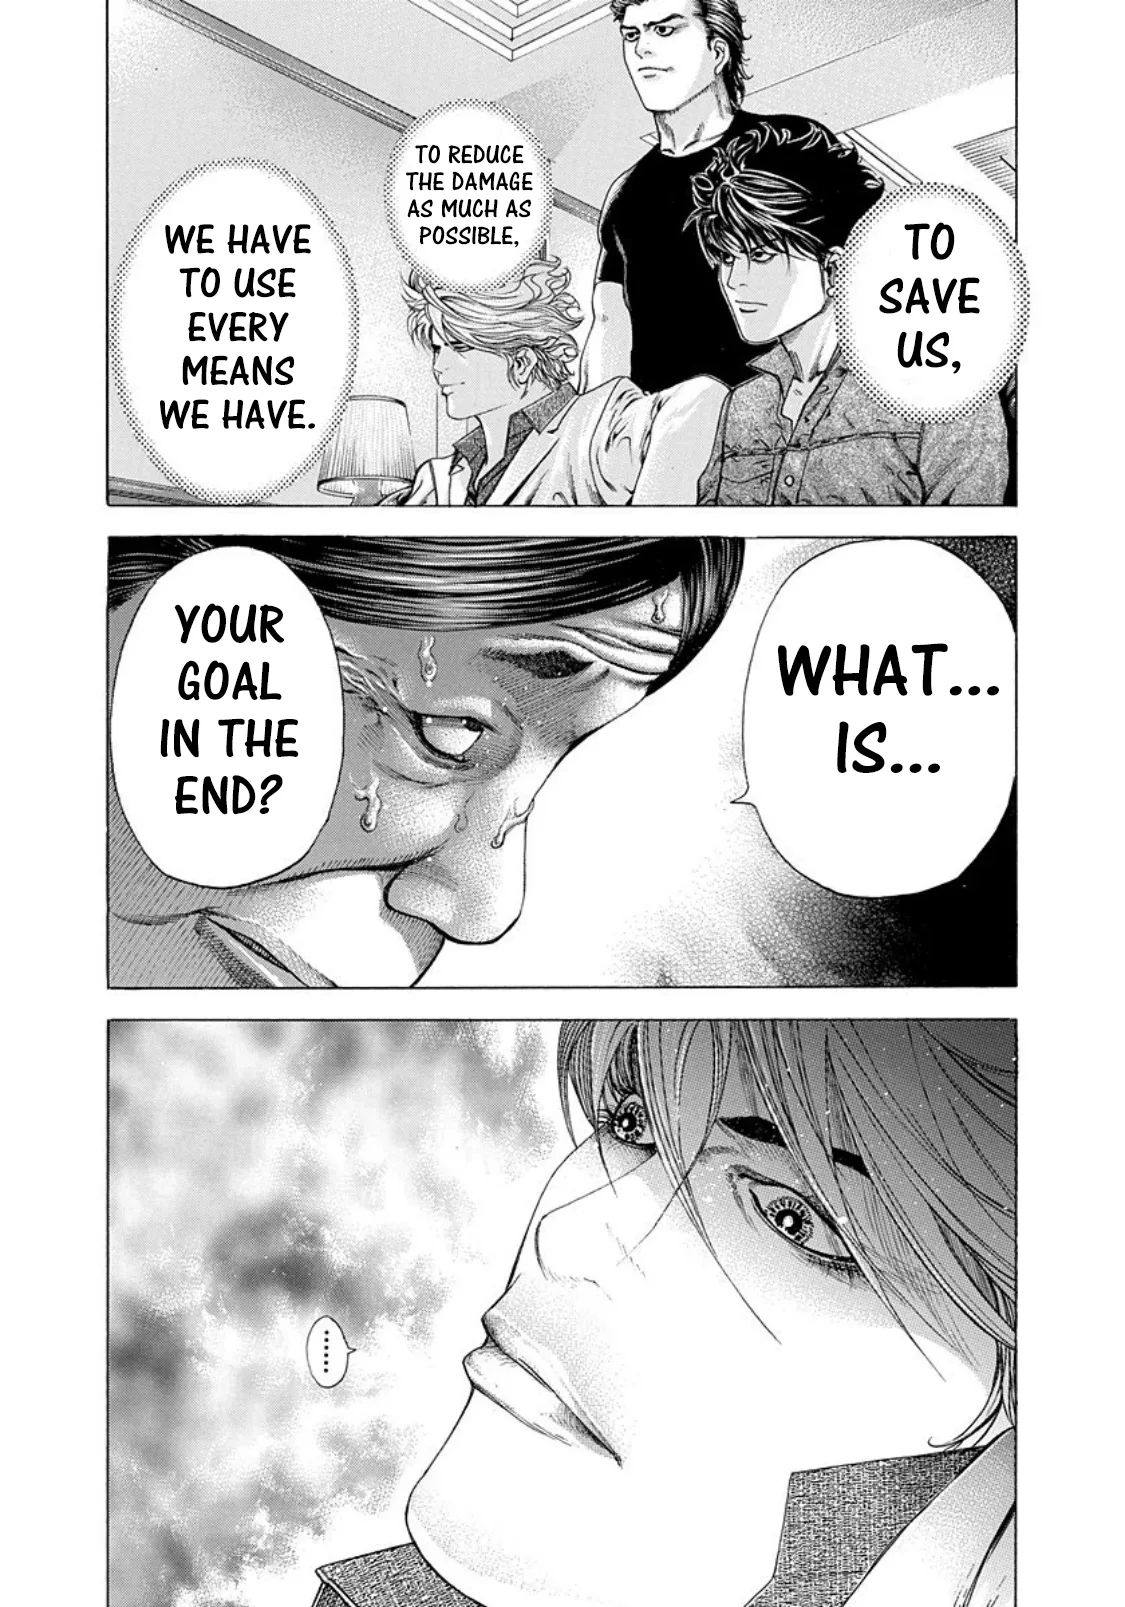 TO
SAVE
US,
TO REDUCE
THE DAMAGE
AS MUCH AS
POSSIBLE,
WE HAVE
TO USE
EVERY
MEANS
WE HAVE.
WHAT...
IS...
YOUR
GOAL
IN THE
END?
......